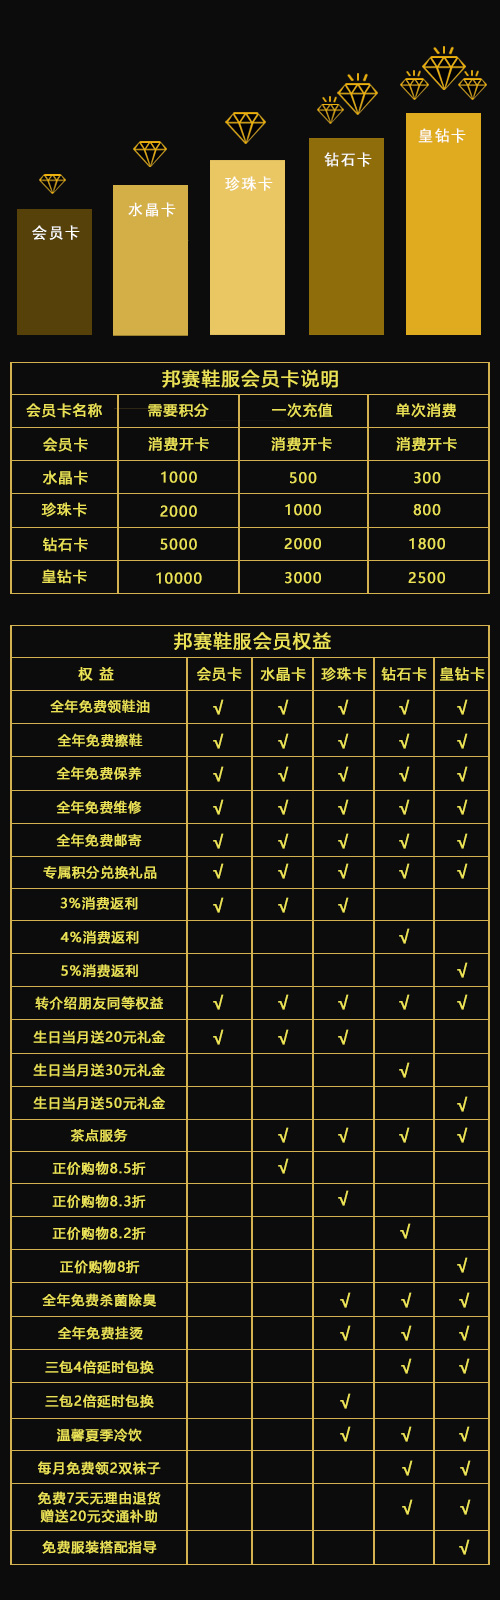 会员卡
水晶卡
珍珠卡
钻石卡
皇钻卡
邦赛鞋服会员卡说明
会员卡名称 需要积分 一次充值 单次消费
会员卡 消费开卡 消费开卡 消费开卡
水晶卡 1000 500 300
珍珠卡 2000 1000 800
钻石卡 5000 2000 1800
皇钻卡 10000 3000 2500
邦赛鞋服会员权益
权 益 会员卡 水晶卡 珍珠卡 钻石卡 皇钻卡
全年免费领鞋油 √ √ √ √ √
全年免费擦鞋 √ √ √ √ √
全年免费保养 √ √ √ √ √
全年免费维修 √ √ √ √ √
全年免费邮寄 √ √ √ √ √
专属积分兑换礼品 √ √ √ √ √
3%消费返利 √ √ √
4%消费返利 √
5%消费返利 √
转介绍朋友同等权益 √ √ √ √ √
生日当月送20元礼金 √ √ √
生日当月送30元礼金 √
生日当月送50元礼金 √
茶点服务 √ √ √ √
正价购物8.5折 √
正价购物8.3折 √
正价购物8.2折 √
正价购物8折 √
全年免费杀菌除臭 √ √ √
全年免费挂烫 √ √ √
三包4倍延时包换 √ √
三包2倍延时包换 √
温馨夏季冷饮 √ √ √
每月免费领2双袜子 √ √
免费7天无理由退货
赠送20元交通补助 √ √
免费服装搭配指导 √